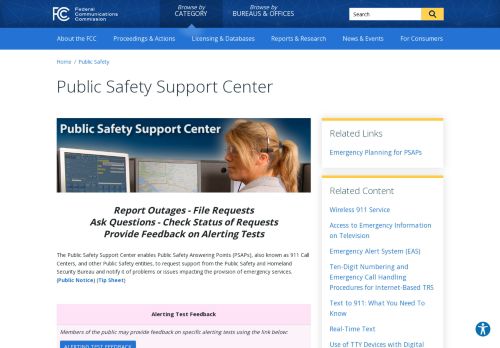 FCC Federal Communications Commission
Browse by CATEGORY
Browse by BUREAUS & OFFICES
Search
About the FCC Proceedings & Actions Licensing & Databases Reports & Research News & Events For Consumers
Home / Public Safety
Public Safety Support Center
Public Safety Support Center
Report Outages - File Requests
Ask Questions - Check Status of Requests
Provide Feedback on Alerting Tests
The Public Safety Support Center enables Public Safety Answering Points (PSAPs), also known as 911 Call
Centers, and other Public Safety entities, to request support from the Public Safety and Homeland
Security Bureau and notify it of problems or issues impacting the provision of emergency services.
(Public Notice) (Tip Sheet)
Alerting Test Feedback
Members of the public may provide feedback on specific alerting tests using the link below:
ALERTING TEST FEEDBACK
Related Links
Emergency Planning for PSAPs
Related Content
Wireless 911 Service
Access to Emergency Information
on Television
Emergency Alert System (EAS)
Ten-Digit Numbering and
Emergency Call Handling
Procedures for Internet-Based TRS
Text to 911: What You Need To
Know
Real-Time Text
Use of TTY Devices with Digital